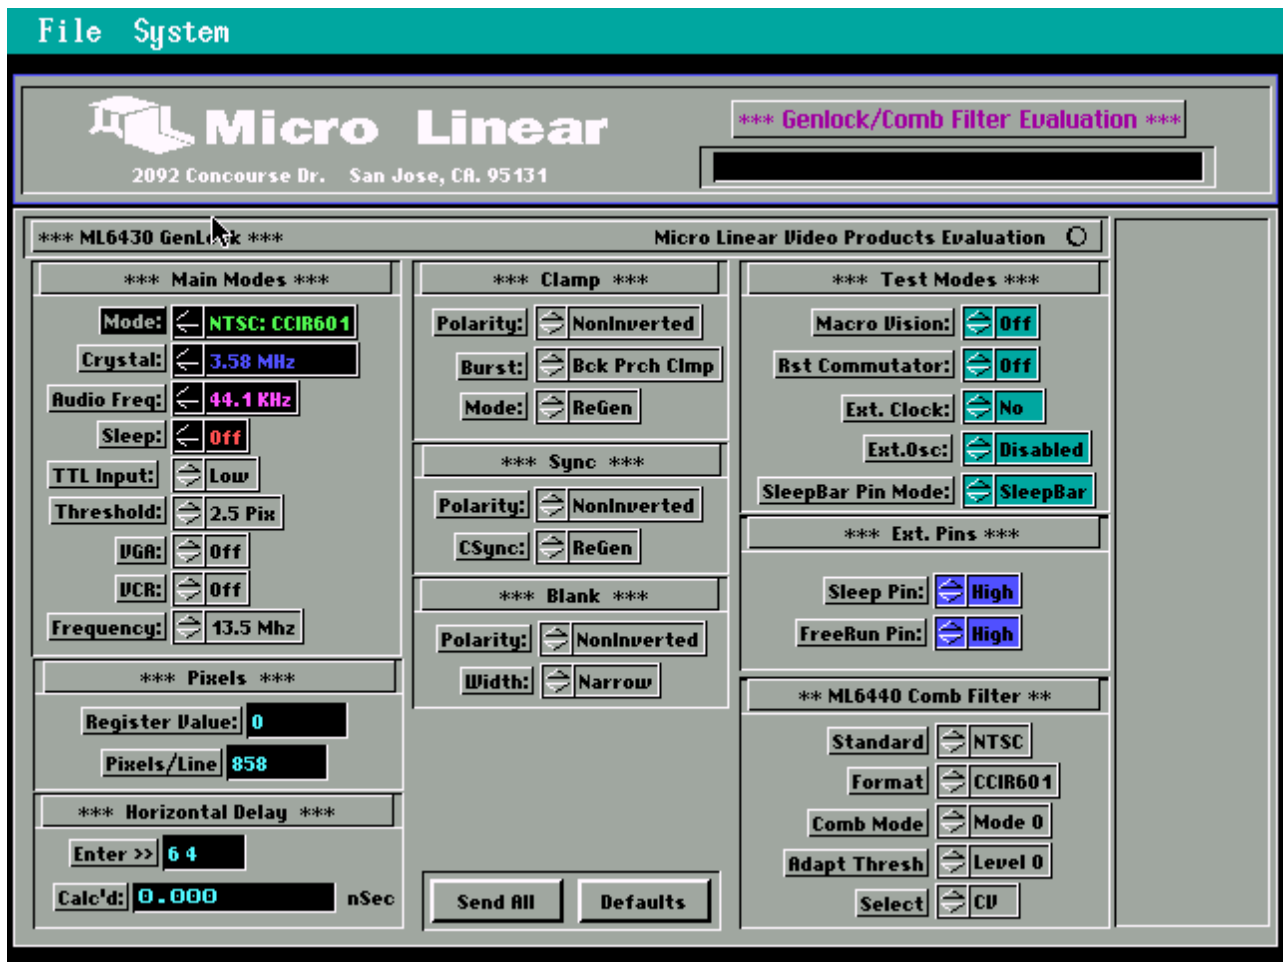 File System
Micro Linear
2092 Concourse Dr. San Jose, CA. 95131
*** Genlock/Comb Filter Evaluation ***
*** ML6430 GenLock ***
Micro Linear Video Products Evaluation
*** Main Modes ***
Mode: NTSC: CCIR601
Crystal: 3.58 MHz
Audio Freq: 44.1 KHz
Sleep: Off
TTL Input: Low
Threshold: 2.5 Pix
VGA: Off
VCR: Off
Frequency: 13.5 Mhz
*** Pixels ***
Register Value: 0
Pixels/Line 858
*** Horizontal Delay ***
Enter >> 64
Calc'd: 0.000 nSec
*** Clamp ***
Polarity: NonInverted
Burst: Bck Prch Clmp
Mode: ReGen
*** Sync ***
Polarity: NonInverted
CSync: ReGen
*** Blank ***
Polarity: NonInverted
Width: Narrow
Send All Defaults
*** Test Modes ***
Macro Vision: Off
Rst Commutator: Off
Ext. Clock: No
Ext.Osc: Disabled
SleepBar Pin Mode: SleepBar
*** Ext. Pins ***
Sleep Pin: High
FreeRun Pin: High
** ML6440 Comb Filter **
Standard NTSC
Format CCIR601
Comb Mode Mode 0
Adapt Thresh Level 0
Select CV